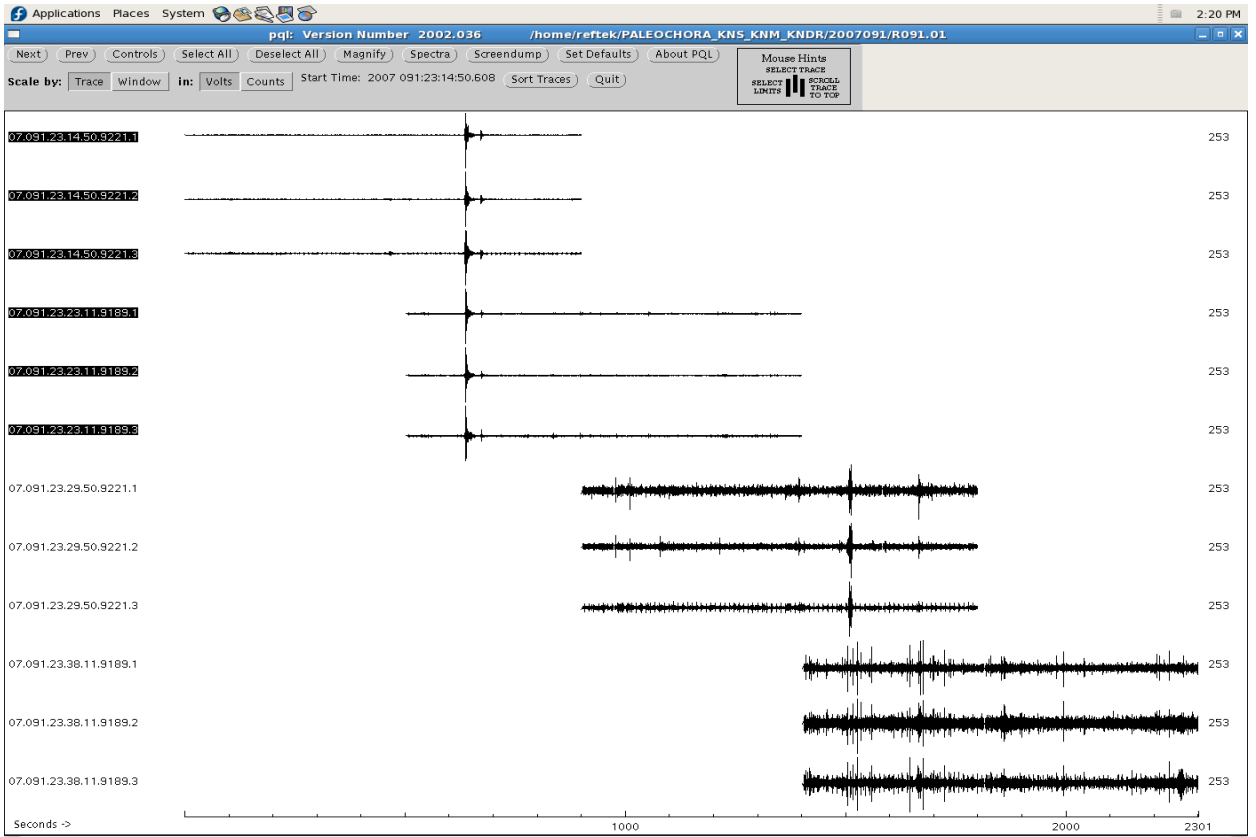 Applications Places System 2:20 PM
pql: Version Number 2002.036 /home/reftek/PALEOCHORA_KNS_KNM_KNDR/2007091/R091.01
Next Prev Controls Select All Deselect All Magnify Spectra Screendump Set Defaults About PQL
Scale by: Trace Window in: Volts Counts Start Time: 2007 091:23:14:50.608 Sort Traces Quit
Mouse Hints
SELECT TRACE
SELECT LIMITS
SCROLL TRACE TO TOP
07.091.23.14.50.9221.1 253
07.091.23.14.50.9221.2 253
07.091.23.14.50.9221.3 253
07.091.23.23.11.9189.1 253
07.091.23.23.11.9189.2 253
07.091.23.23.11.9189.3 253
07.091.23.29.50.9221.1 253
07.091.23.29.50.9221.2 253
07.091.23.29.50.9221.3 253
07.091.23.38.11.9189.1 253
07.091.23.38.11.9189.2 253
07.091.23.38.11.9189.3 253
Seconds -> 1000 2000 2301